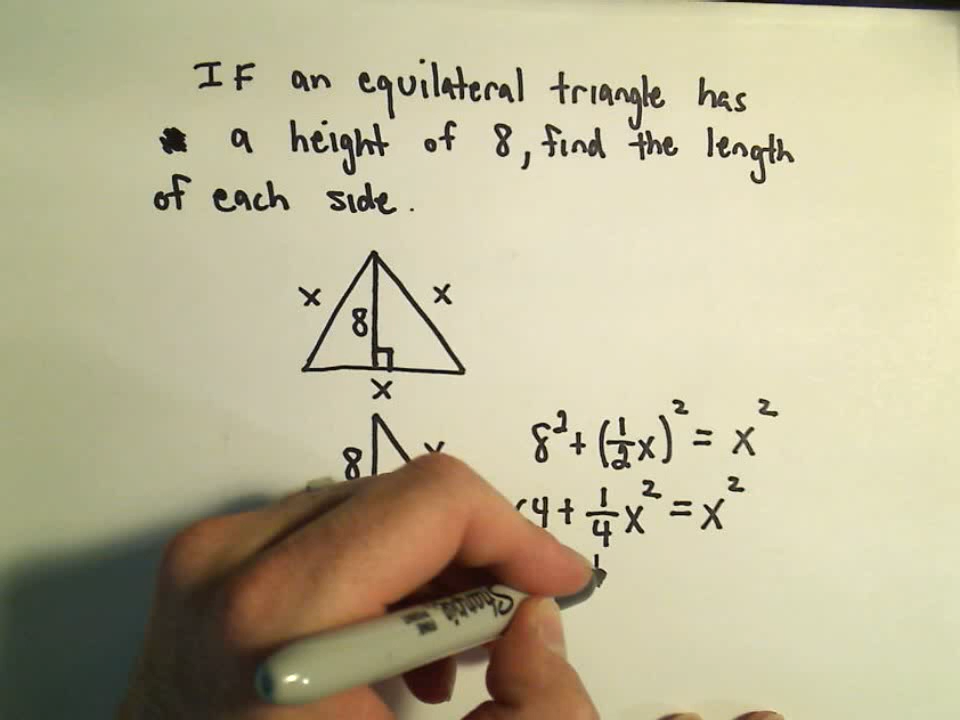 IF an equilateral triangle has
a height of 8, find the length
of each side.
x
x
8
x
8
8² + (½x)² = x²
4 + ¼x² = x²
Sharpie